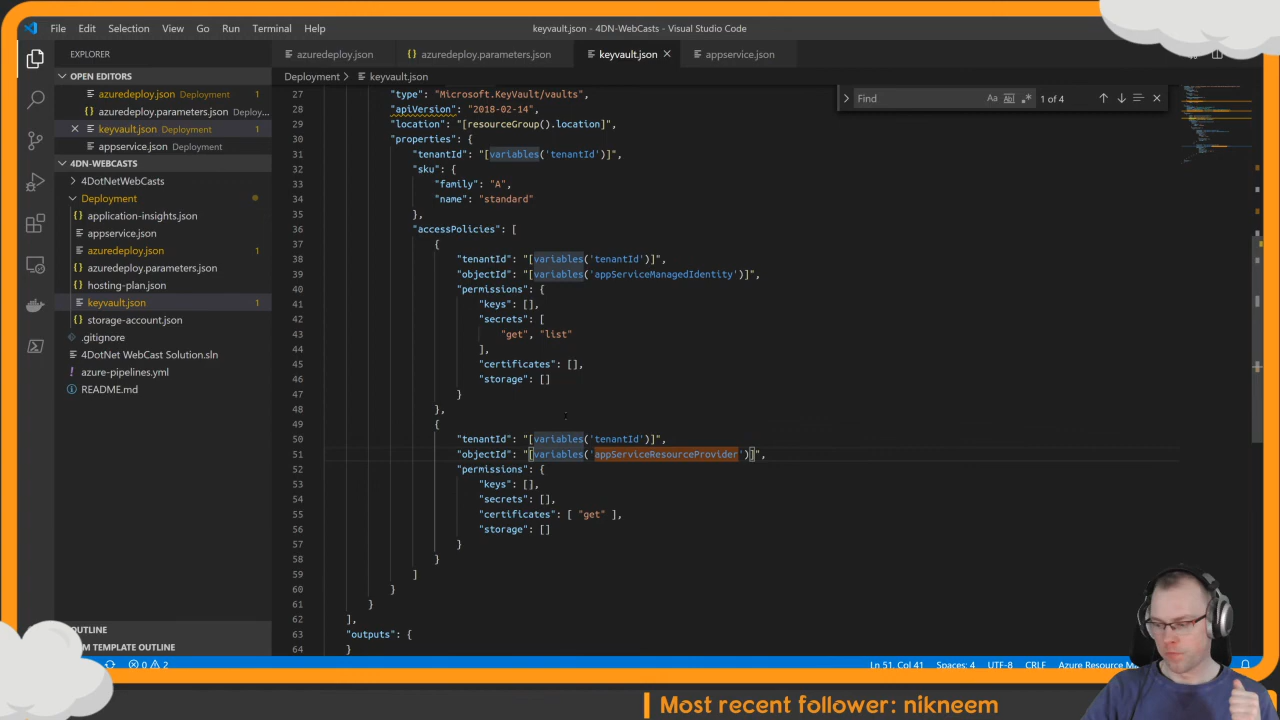 File Edit Selection View Go Run Terminal Help
keyvault.json - 4DN-WebCasts - Visual Studio Code
EXPLORER
OPEN EDITORS
azuredeploy.json Deployment 1
azuredeploy.parameters.json Deploy...
keyvault.json Deployment 1
appservice.json Deployment
4DN-WEBCASTS
4DotNetWebCasts
Deployment
application-insights.json
appservice.json
azuredeploy.json 1
azuredeploy.parameters.json
hosting-plan.json
keyvault.json 1
storage-account.json
.gitignore
4DotNet WebCast Solution.sln
azure-pipelines.yml
README.md
OUTLINE
M TEMPLATE OUTLINE
azuredeploy.json azuredeploy.parameters.json keyvault.json appservice.json
Deployment > keyvault.json
Find Aa 1 of 4
27 "type": "Microsoft.KeyVault/vaults",
28 "apiVersion": "2018-02-14",
29 "location": "[resourceGroup().location]",
30 "properties": {
31 "tenantId": "[variables('tenantId')]",
32 "sku": {
33 "family": "A",
34 "name": "standard"
35 },
36 "accessPolicies": [
37 {
38 "tenantId": "[variables('tenantId')]",
39 "objectId": "[variables('appServiceManagedIdentity')]",
40 "permissions": {
41 "keys": [],
42 "secrets": [
43 "get", "list"
44 ],
45 "certificates": [],
46 "storage": []
47 }
48 },
49 {
50 "tenantId": "[variables('tenantId')]",
51 "objectId": "[variables('appServiceResourceProvider')]",
52 "permissions": {
53 "keys": [],
54 "secrets": [],
55 "certificates": [ "get" ],
56 "storage": []
57 }
58 }
59 ]
60 }
61 }
62 ],
63 "outputs": {
64 }
0 2
Ln 51, Col 41 Spaces: 4 UTF-8 CRLF Azure Resource M
Most recent follower: nikneem